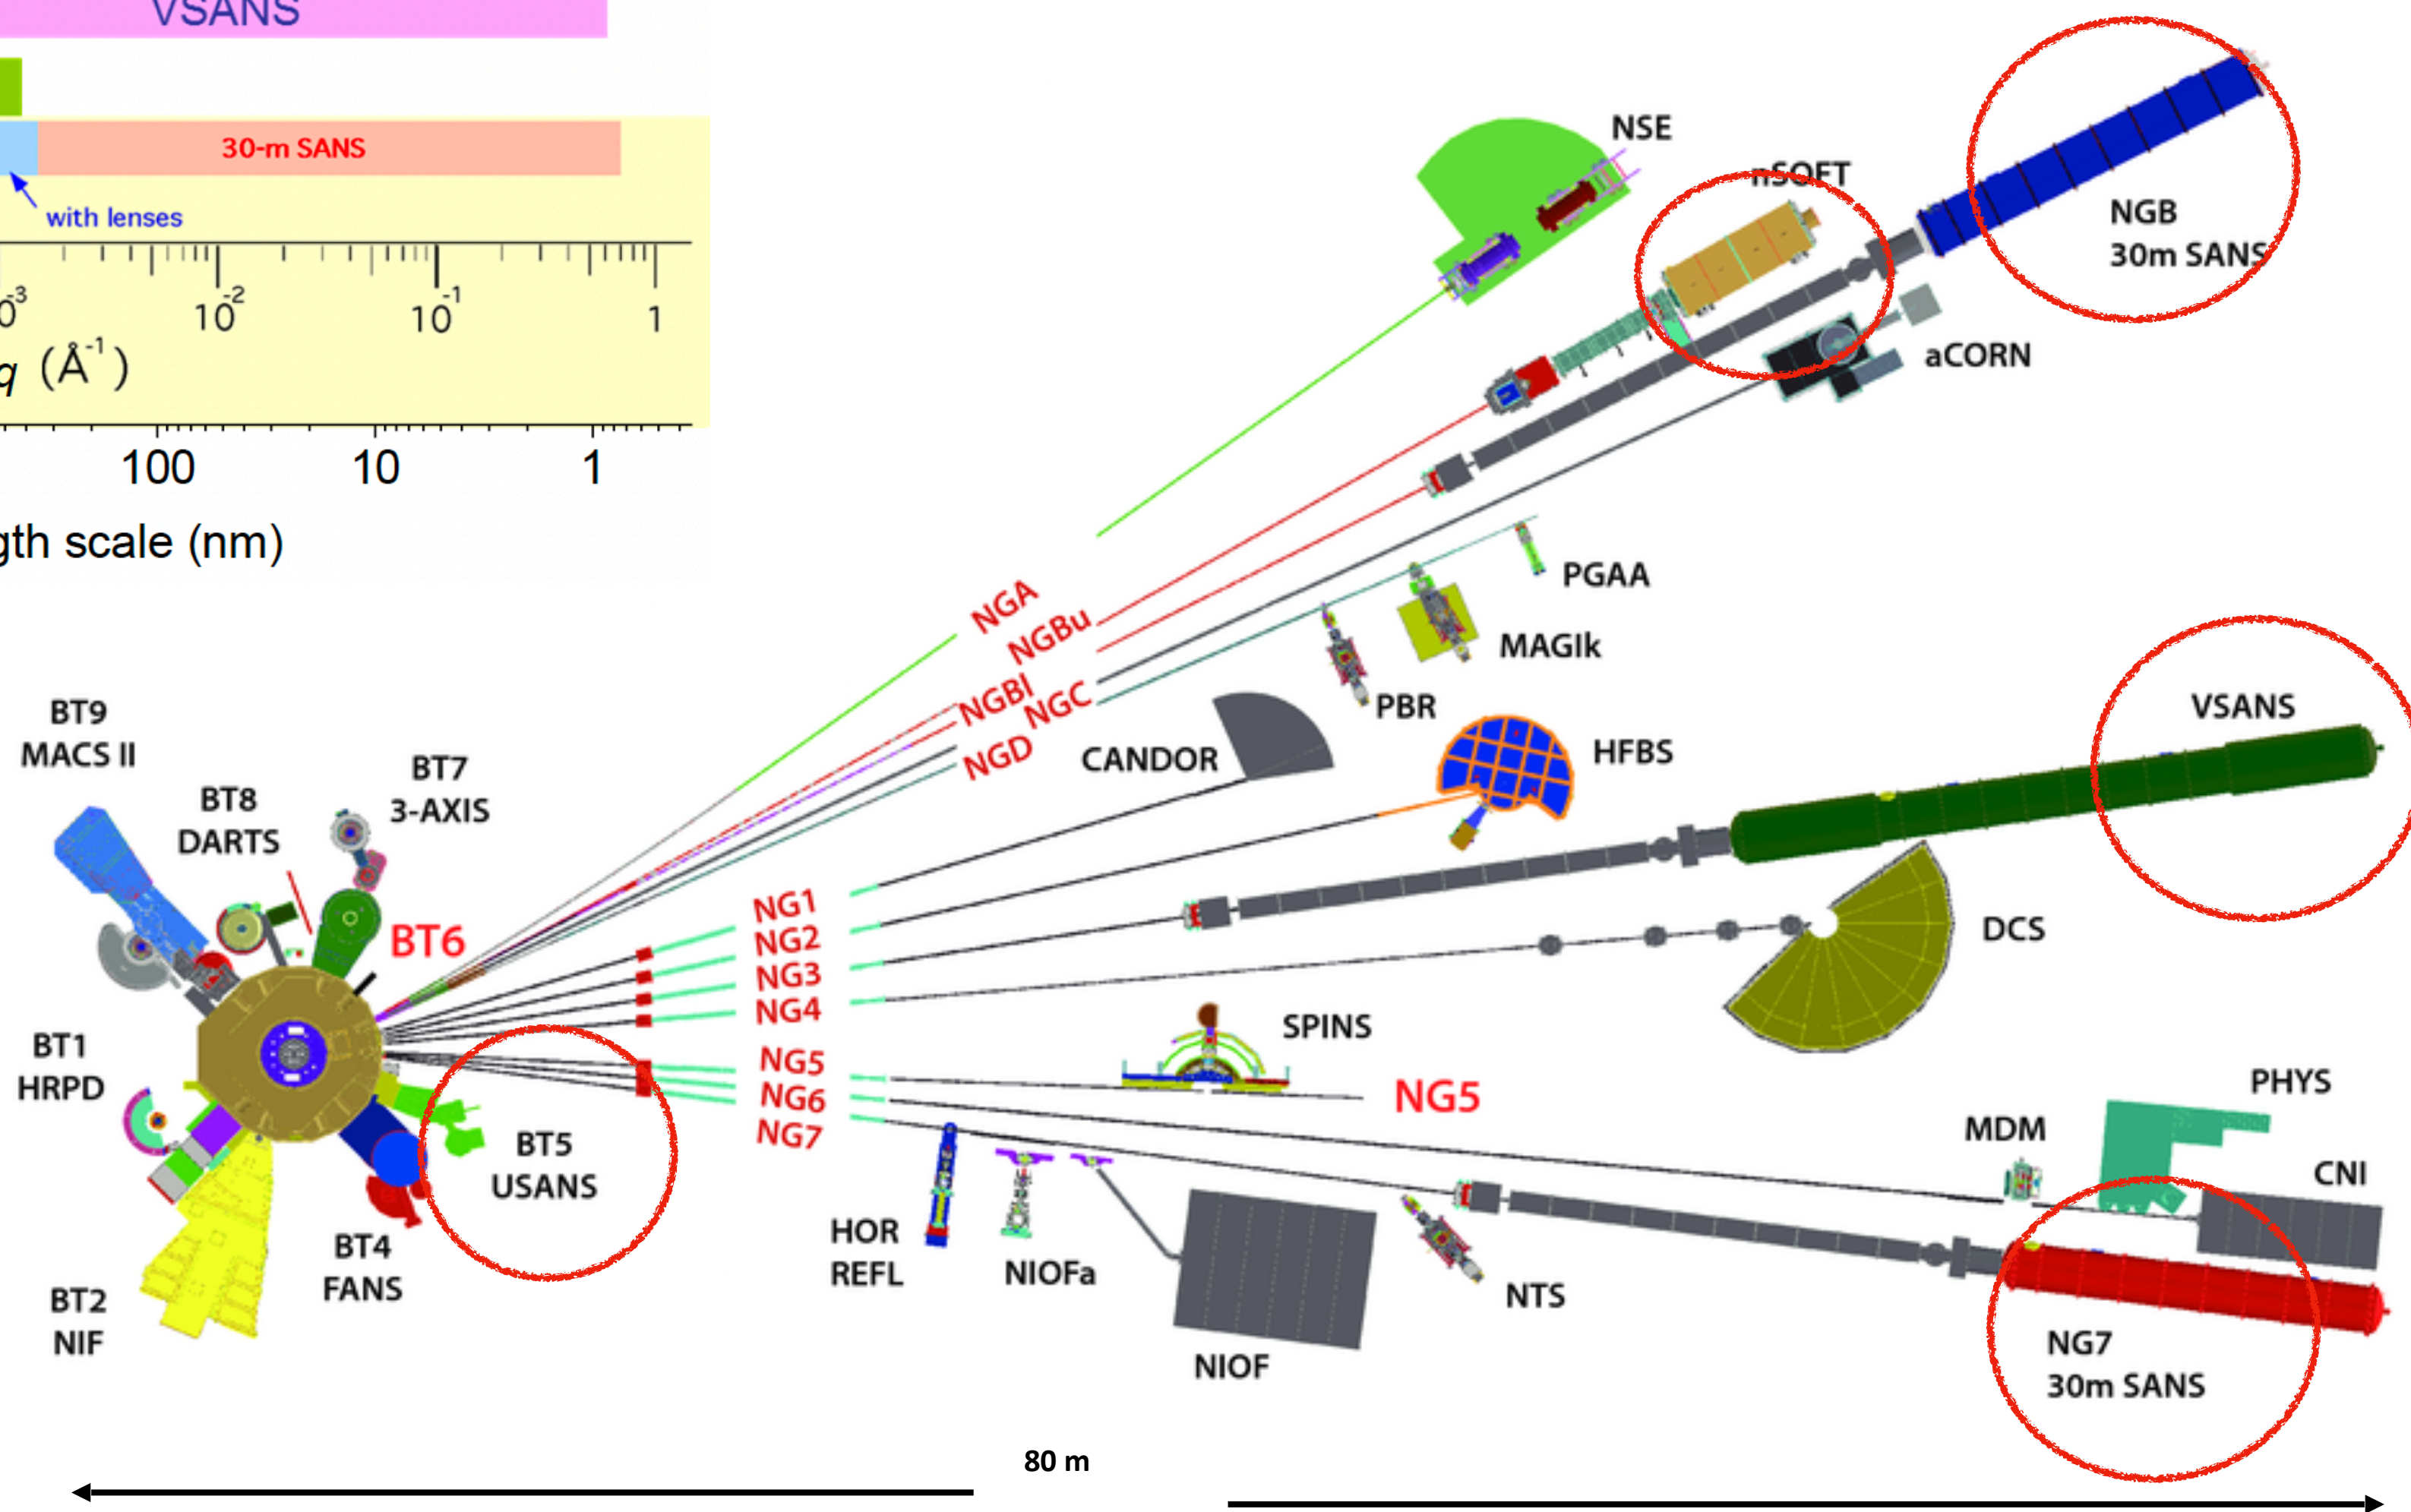 VSANS
30-m SANS
with lenses
10-2
10-1
1
q (Å-1)
100
10
1
gth scale (nm)
NSE
nSOFT
NGB
30m SANS
aCORN
NGA
NGBu
NGBl
NGC
NGD
PGAA
MAGIk
PBR
CANDOR
HFBS
VSANS
BT9
MACS II
BT8
DARTS
BT7
3-AXIS
BT6
NG1
NG2
NG3
NG4
NG5
NG6
NG7
DCS
SPINS
NG5
BT1
HRPD
BT5
USANS
BT4
FANS
BT2
NIF
HOR
REFL
NIOFa
NIOF
NTS
MDM
PHYS
CNI
NG7
30m SANS
80 m